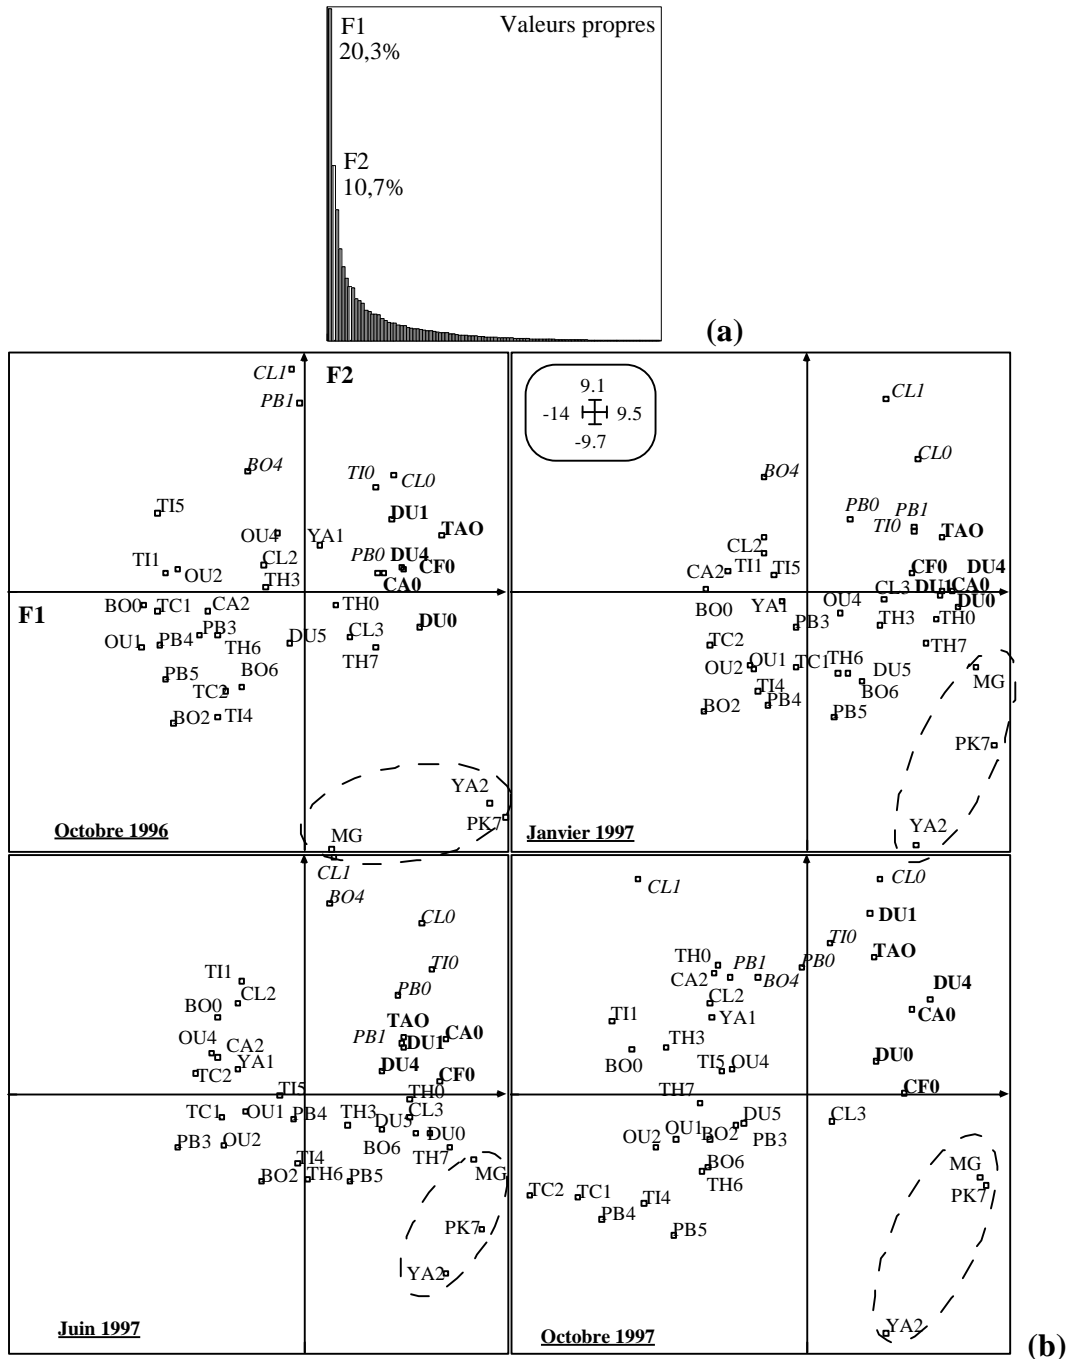 F1
Valeurs propres
20,3%
F2
10,7%
(a)
CL1
F2
PB1
BO4
TI0
CL0
TI5
DU1
TAO
OU4
YA1
CL2
PB0
DU4
TI1
OU2
CF0
TH3
CA0
F1
BO0
TC1
CA2
TH0
DU0
OU1
PB4
PB3
TH6
DU5
CL3
TH7
PB5
BO6
TC2
BO2
TI4
YA2
PK7
MG
Octobre 1996
9.1
-14
9.5
-9.7
CL1
CL0
BO4
PB0
PB1
TI0
TAO
CL2
CA2
TI1
TI5
CF0
DU4
CL3
DU1
CA0
BO0
YA1
OU4
DU0
PB3
TH3
TH0
TC2
TH7
OU2
OU1
TC1
TH6
DU5
MG
TI4
BO6
BO2
PB4
PB5
PK7
YA2
Janvier 1997
CL1
BO4
CL0
TI1
TI0
CL2
PB0
BO0
TAO
OU4
CA2
PB1
DU1
CA0
YA1
TC2
DU4
CF0
TI5
TH0
TC1
OU1
PB4
TH3
CL3
DU5
PB3
OU2
BO6
DU0
TH7
TI4
MG
BO2
TH6
PB5
PK7
YA2
Juin 1997
CL1
CL0
DU1
TI0
TAO
TH0
CA2
PB1
BO4
PB0
CL2
DU4
TI1
YA1
CA0
TH3
BO0
TI5
OU4
DU0
TH7
CF0
DU5
CL3
OU2
OU1
BO2
PB3
BO6
MG
TH6
PK7
TC2
TC1
TI4
PB4
PB5
YA2
Octobre 1997
(b)